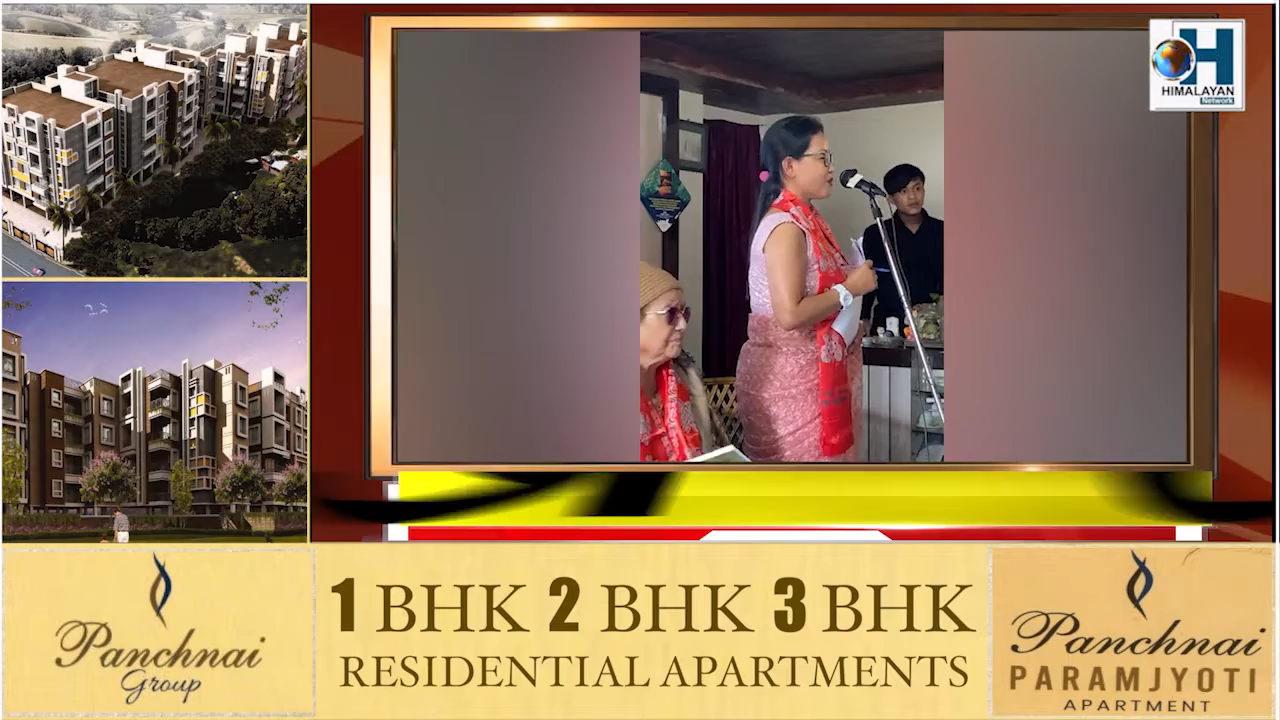 HIMALAYAN
Network
Panchnai
Group
1 BHK 2 BHK 3 BHK
RESIDENTIAL APARTMENTS
Panchnai
PARAMJYOTI
APARTMENT